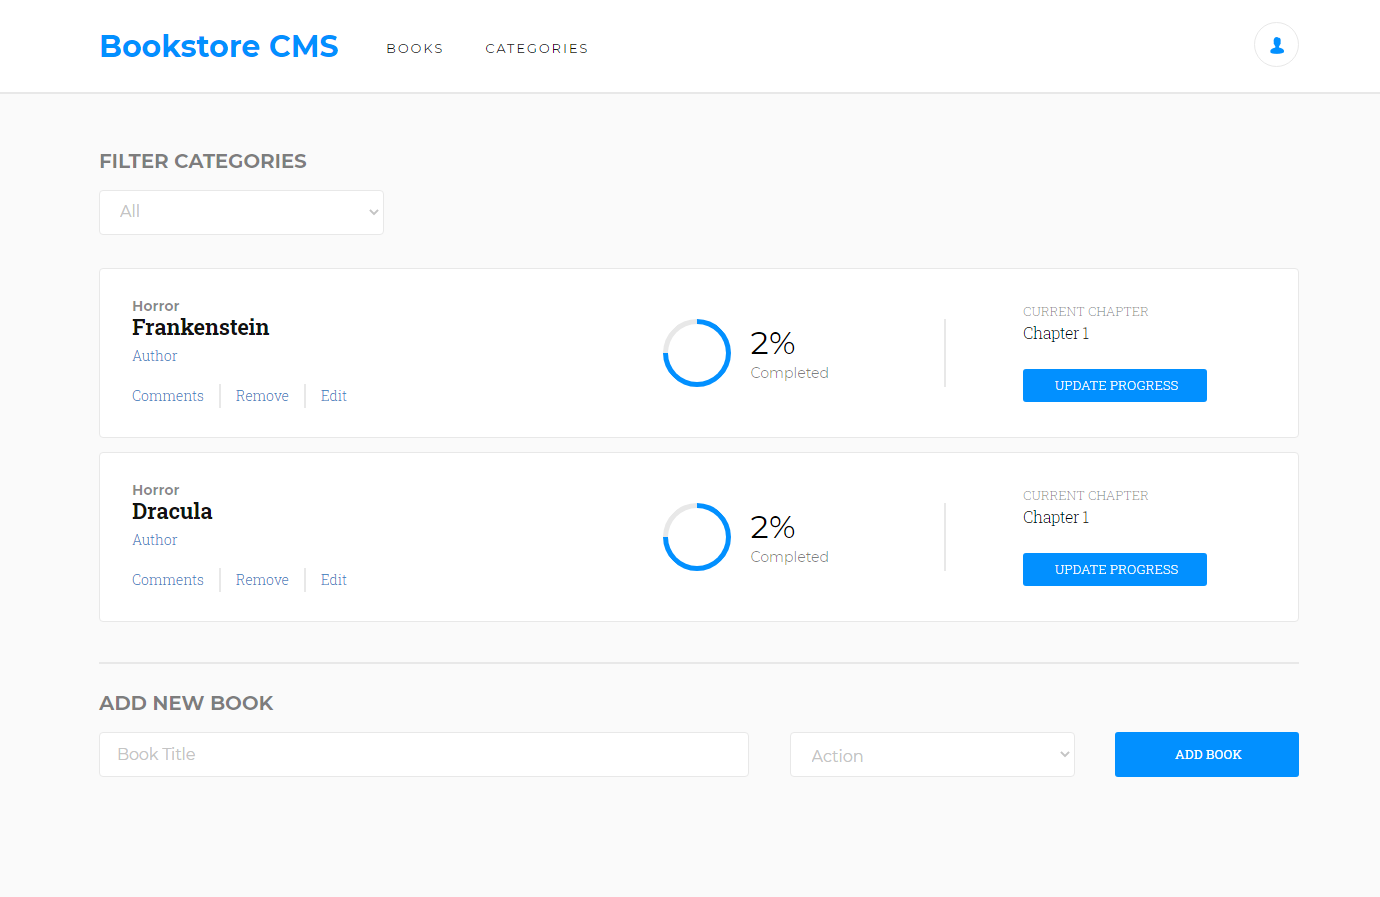 Bookstore CMS
BOOKS
CATEGORIES
FILTER CATEGORIES
All
Horror
Frankenstein
Author
Comments
Remove
Edit
2%
Completed
CURRENT CHAPTER
Chapter 1
UPDATE PROGRESS
Horror
Dracula
Author
Comments
Remove
Edit
2%
Completed
CURRENT CHAPTER
Chapter 1
UPDATE PROGRESS
ADD NEW BOOK
Book Title
Action
ADD BOOK